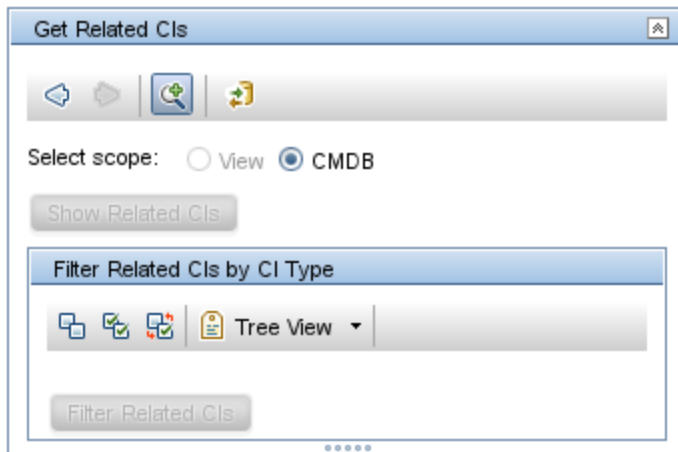 Get Related CIs
Select scope: View CMDB
Show Related CIs
Filter Related CIs by CI Type
Tree View
Filter Related CIs